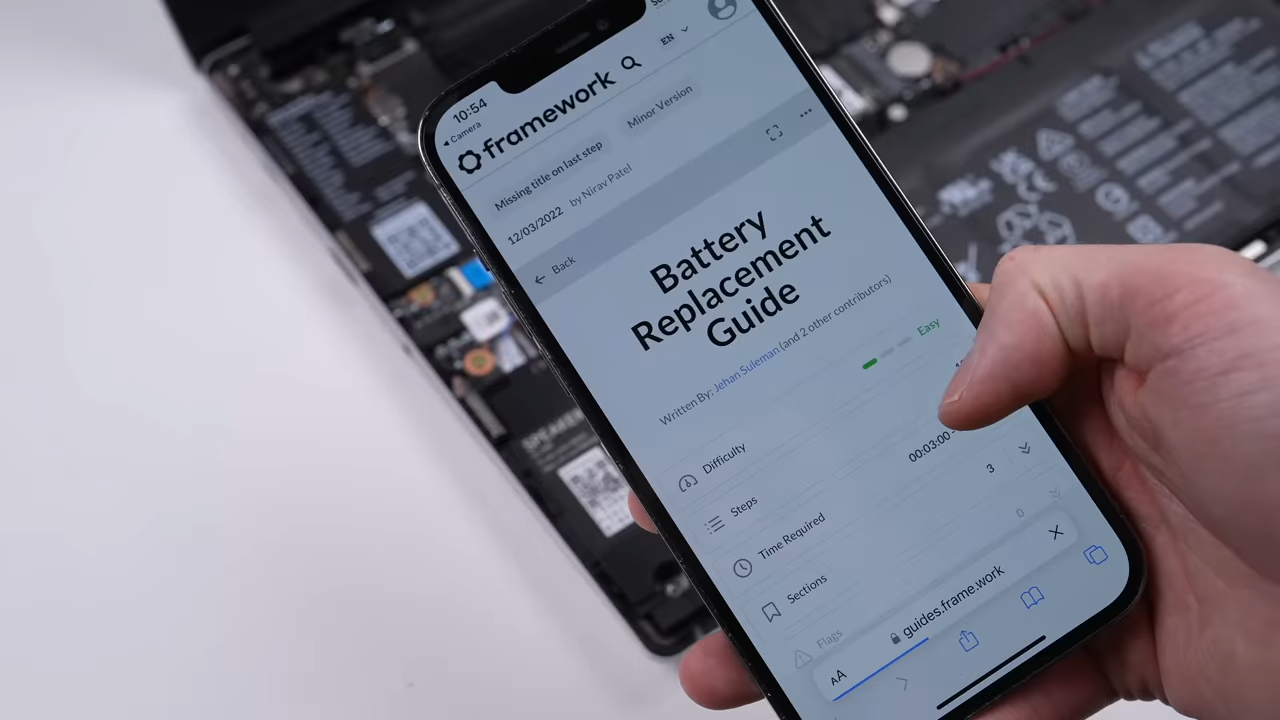 10:54
Camera
framework
EN
Missing title on last step
Minor Version
12/03/2022 by Nirav Patel
Back
Battery
Replacement
Guide
Written By: Jehan Suleman (and 2 other contributors)
Difficulty
Easy
Steps
Time Required
00:03:00 -
Sections
3
Flags
0
AA
guides.frame.work
SPEAKER